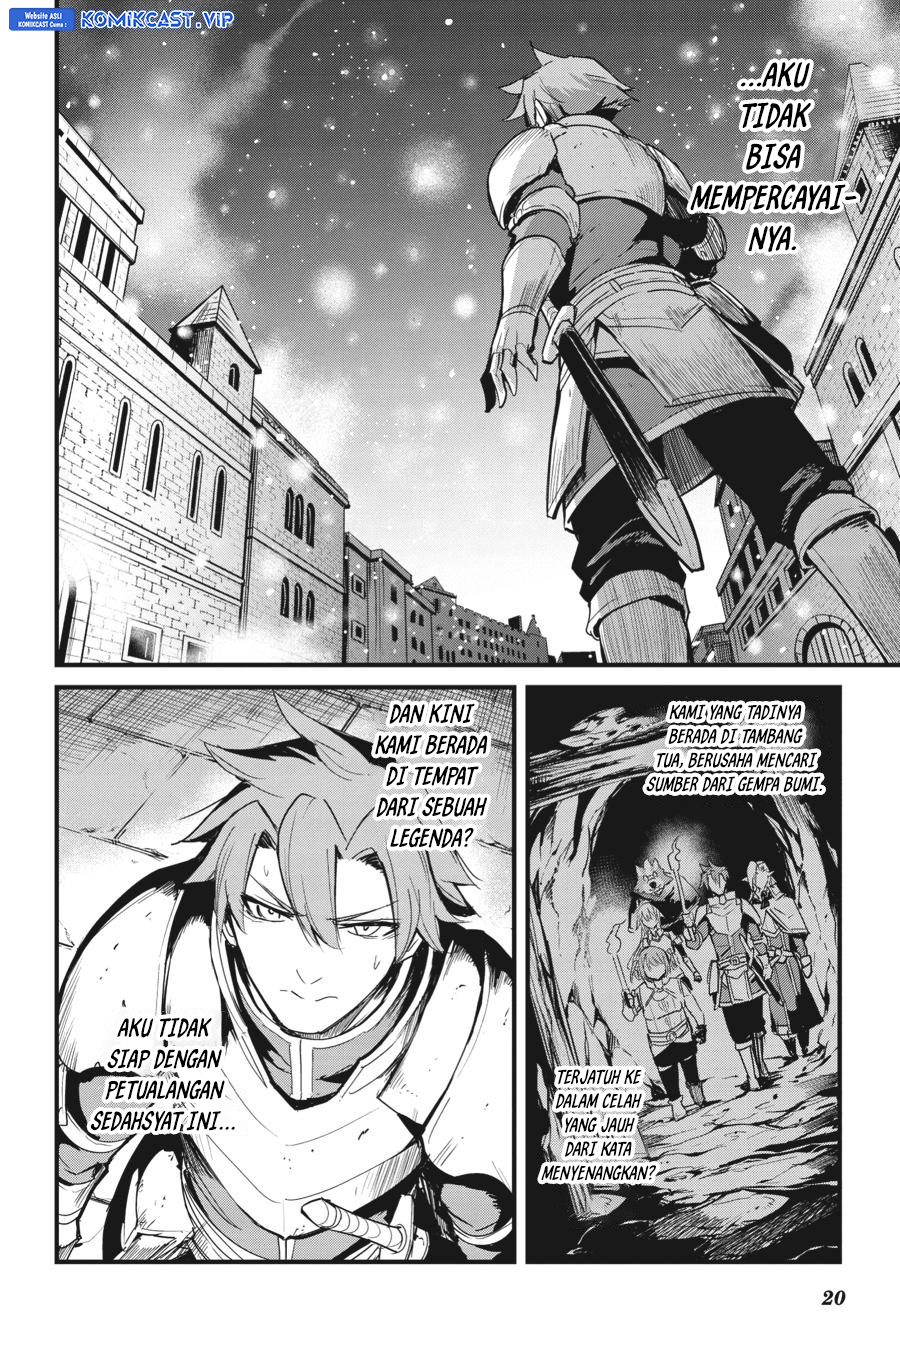 Website ASLI
KOMIKCAST Cuma :
KOMIKCAST.VIP
...AKU
TIDAK
BISA
MEMPERCAYAI-
NYA.
KAMI YANG TADINYA
BERADA DI TAMBANG
TUA, BERUSAHA MENCARI
SUMBER DARI GEMPA BUMI.
TERJATUH KE
DALAM CELAH
YANG JAUH
DARI KATA
MENYENANGKAN?
DAN KINI
KAMI BERADA
DI TEMPAT
DARI SEBUAH
LEGENDA?
AKU TIDAK
SIAP DENGAN
PETUALANGAN
SEDAHSYAT INI...
20